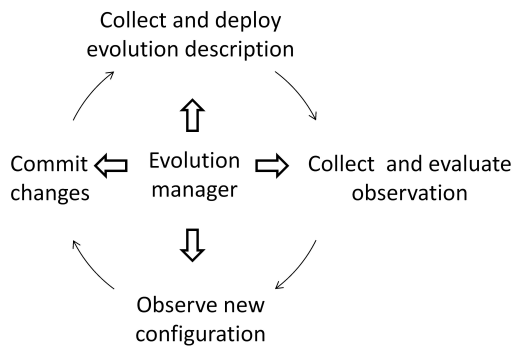 Collect and deploy
evolution description
Commit
changes
Evolution
manager
Collect and evaluate
observation
Observe new
configuration